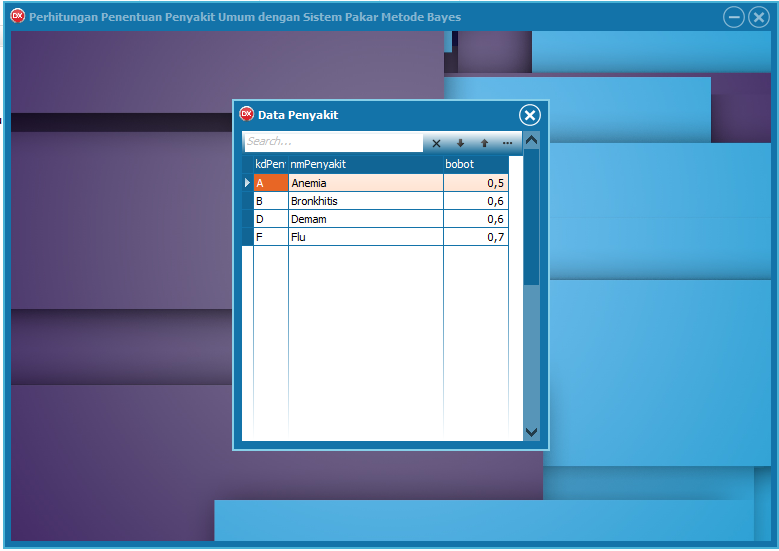 DX Perhitungan Penentuan Penyakit Umum dengan Sistem Pakar Metode Bayes
DX Data Penyakit
Search...
kdPen nmPenyakit bobot
A Anemia 0,5
B Bronkhitis 0,6
D Demam 0,6
F Flu 0,7